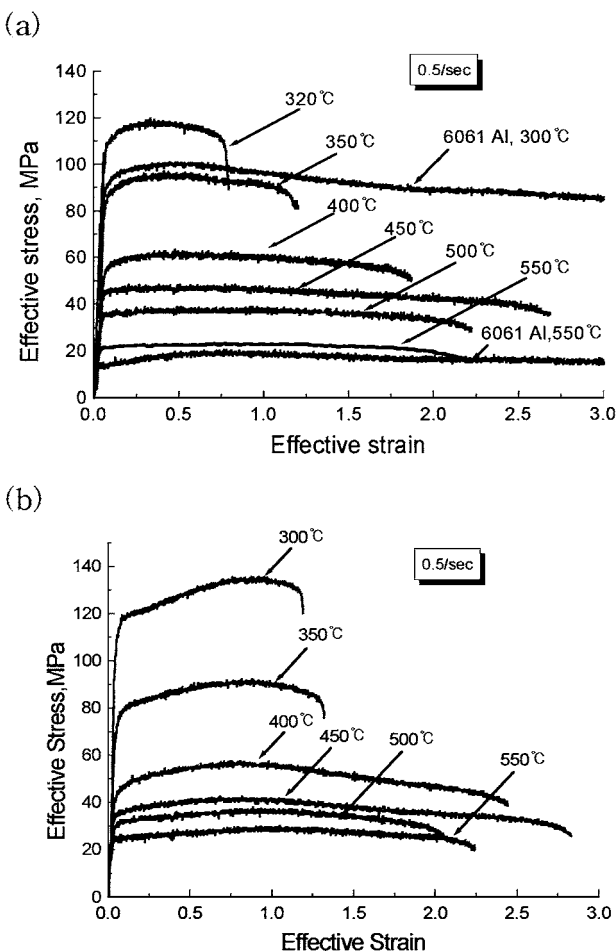 (a)
0.5/sec
140
120
100
80
60
40
20
0
320℃
350℃
6061 Al, 300℃
400℃
450℃
500℃
550℃
6061 Al,550℃
0.0 0.5 1.0 1.5 2.0 2.5 3.0
Effective stress, MPa
Effective strain
(b)
0.5/sec
140
120
100
80
60
40
20
0
300℃
350℃
400℃
450℃
500℃
550℃
0.0 0.5 1.0 1.5 2.0 2.5 3.0
Effective Stress,MPa
Effective Strain